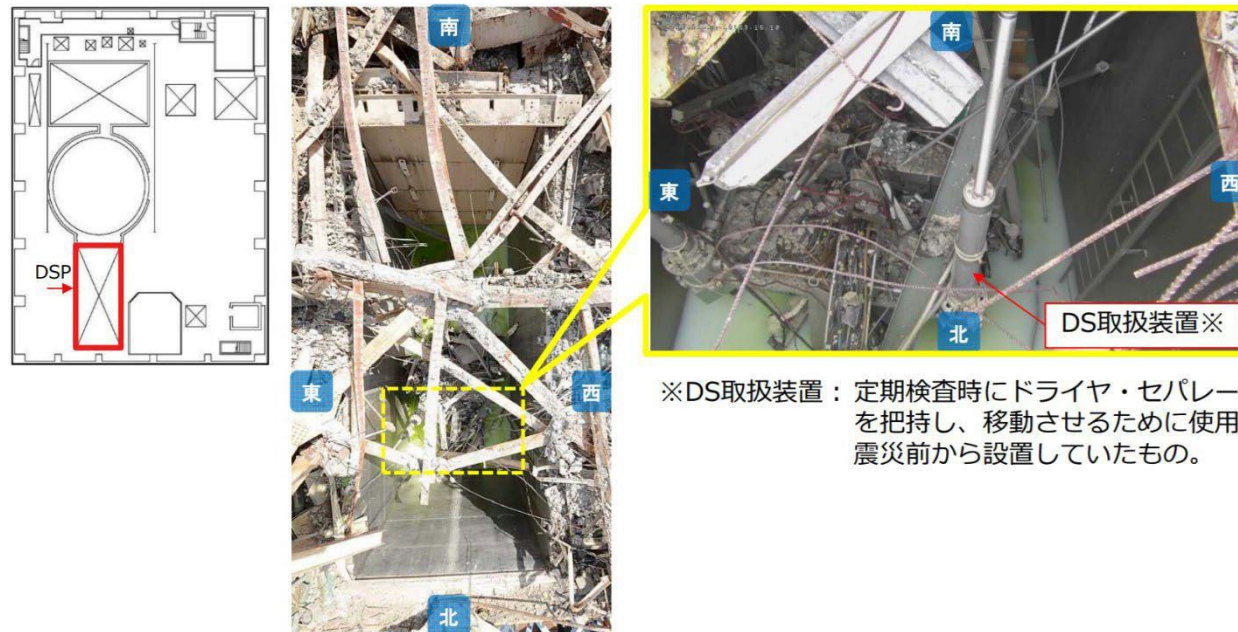 DSP
南
東
西
北
南
東
西
北
DS取扱装置※
※DS取扱装置：定期検査時にドライヤ・セパレー
を把持し、移動させるために使用
震災前から設置していたもの。